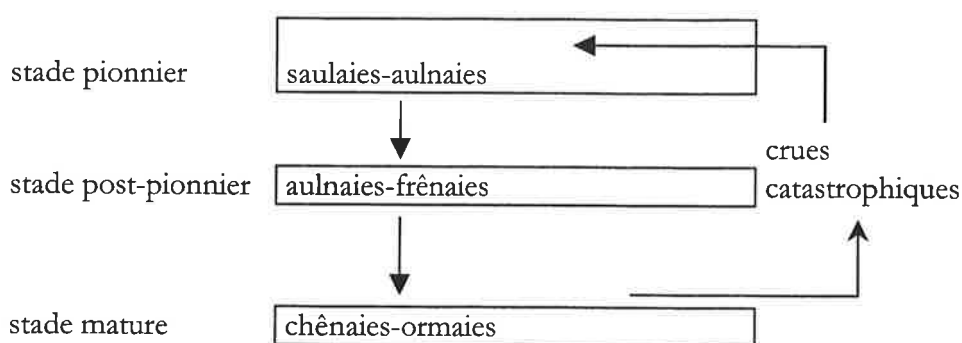 stade pionnier
saulaies-aulnaies
crues
catastrophiques
stade post-pionnier
aulnaies-frênaies
stade mature
chênaies-ormaies